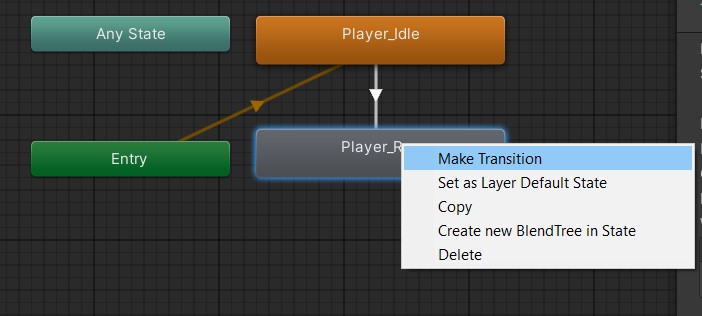 Any State
Player_Idle
Entry
Player_R
Make Transition
Set as Layer Default State
Copy
Create new BlendTree in State
Delete